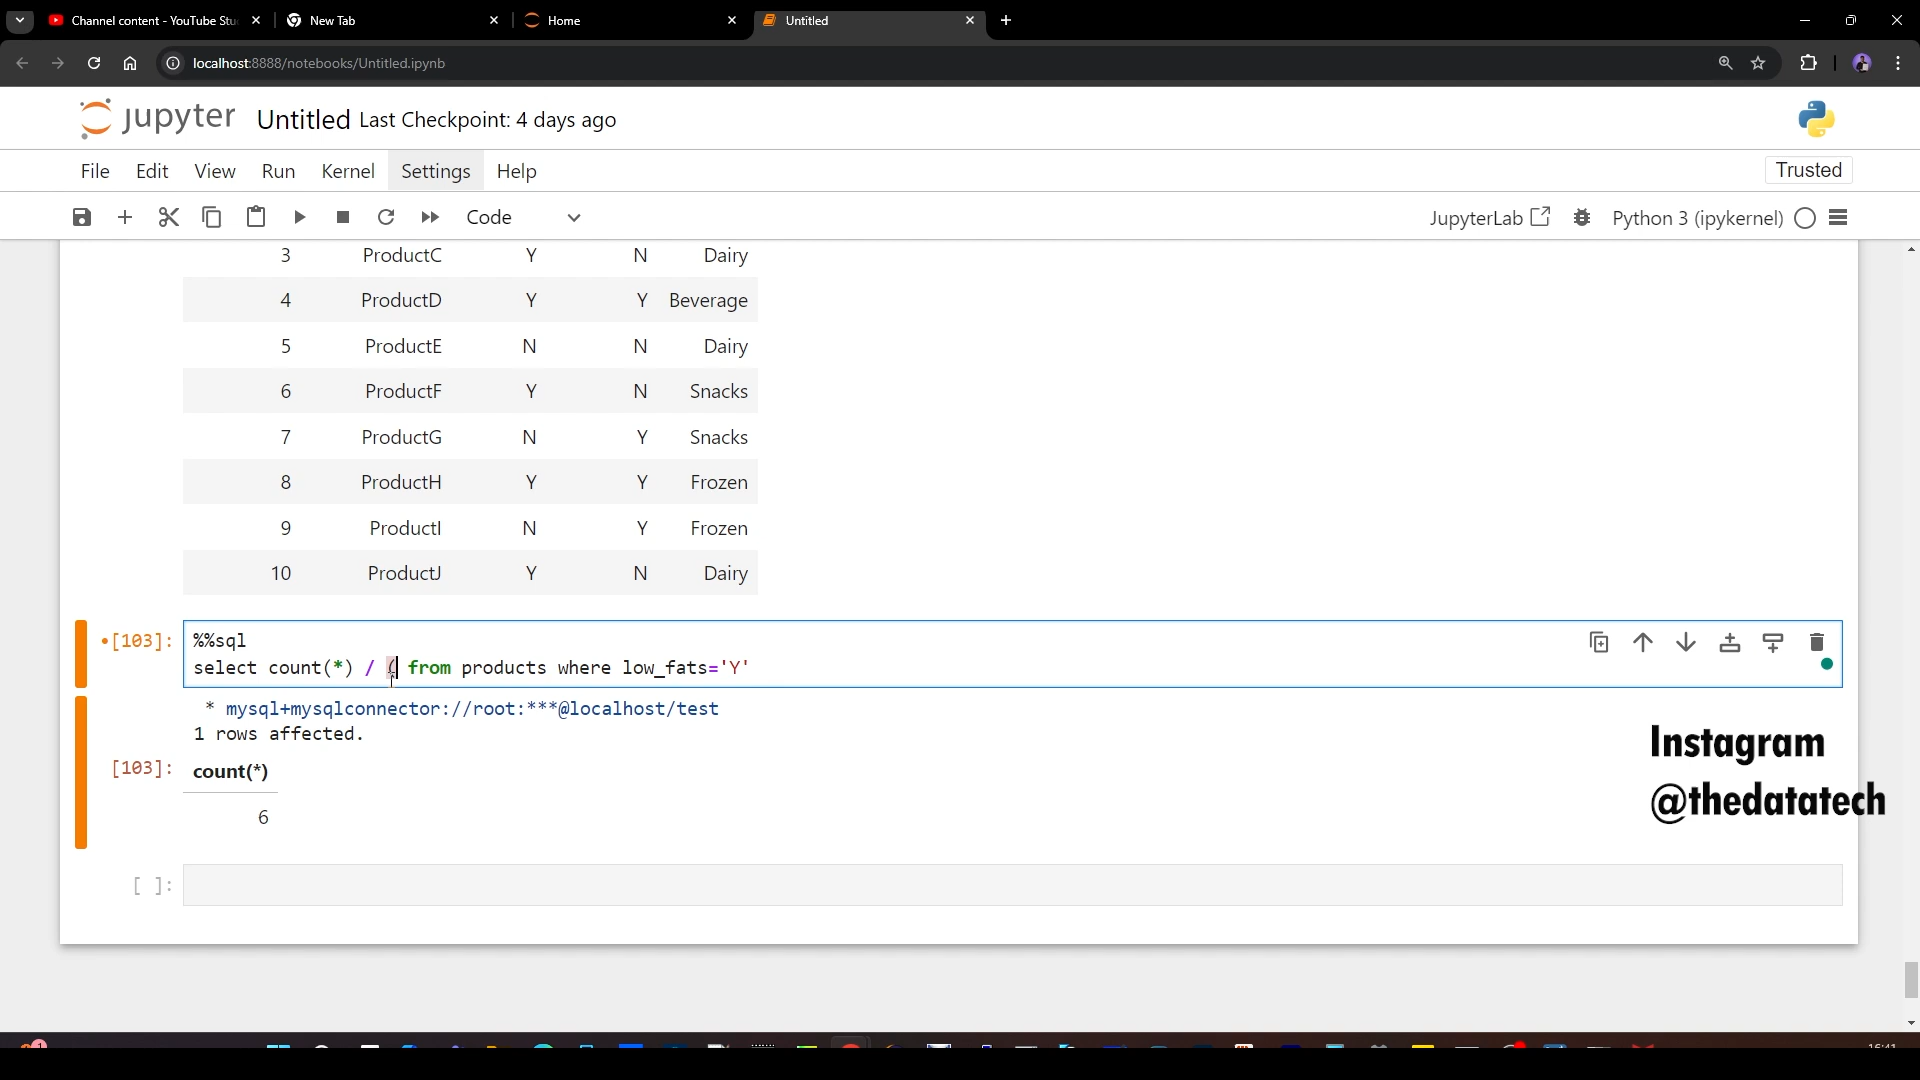 Channel content - YouTube Stu
New Tab
Home
Untitled
localhost:8888/notebooks/Untitled.ipynb
jupyter Untitled Last Checkpoint: 4 days ago
File Edit View Run Kernel Settings Help
Trusted
Code
JupyterLab
Python 3 (ipykernel)
3 ProductC Y N Dairy
4 ProductD Y Y Beverage
5 ProductE N N Dairy
6 ProductF Y N Snacks
7 ProductG N Y Snacks
8 ProductH Y Y Frozen
9 ProductI N Y Frozen
10 ProductJ Y N Dairy
•[103]: %%sql
select count(*) / ( from products where low_fats='Y'
* mysql+mysqlconnector://root:***@localhost/test
1 rows affected.
[103]: count(*)
6
Instagram
@thedatatech
[ ]: